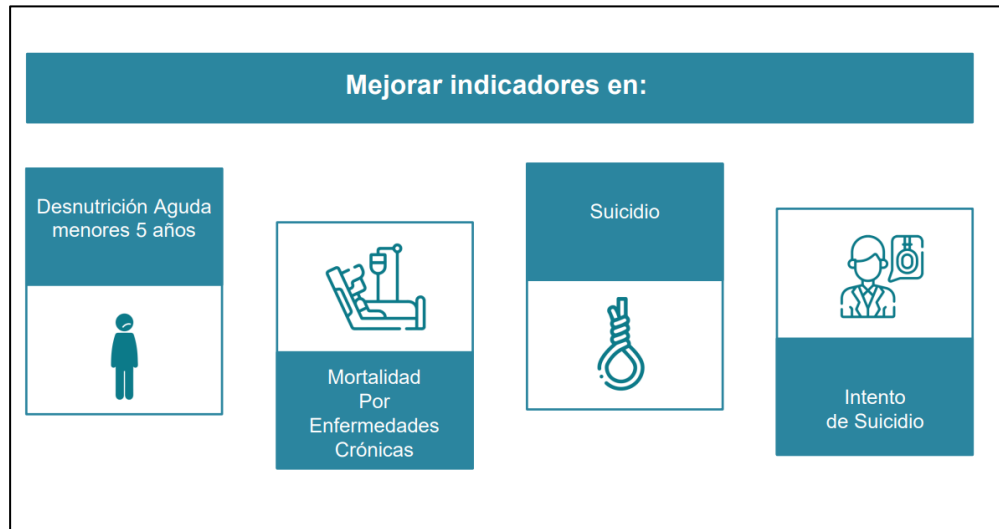 Mejorar indicadores en:
Desnutrición Aguda
menores 5 años
Mortalidad
Por
Enfermedades
Crónicas
Suicidio
Intento
de Suicidio